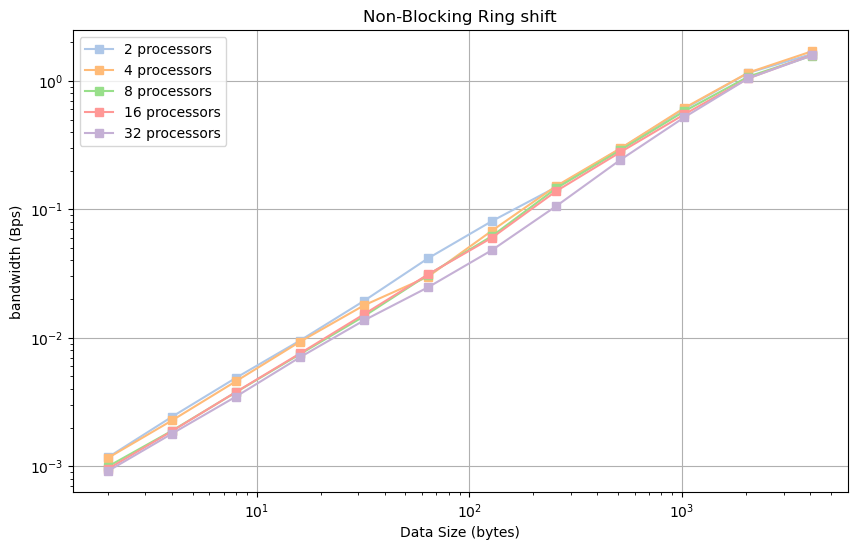 Non-Blocking Ring shift
2 processors
4 processors
8 processors
16 processors
32 processors
bandwidth (Bps)
10⁰
10⁻¹
10⁻²
10⁻³
10¹ 10² 10³
Data Size (bytes)